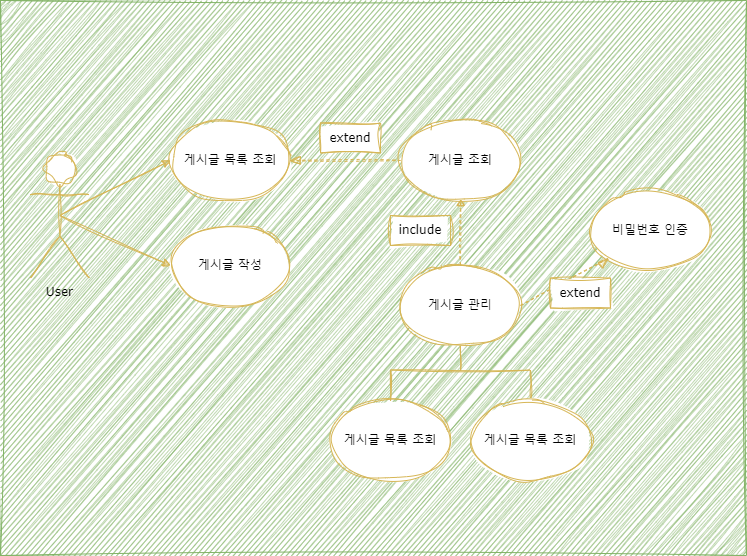 extend
게시글 목록 조회
게시글 조회
include
비밀번호 인증
게시글 작성
User
게시글 관리
extend
게시글 목록 조회
게시글 목록 조회